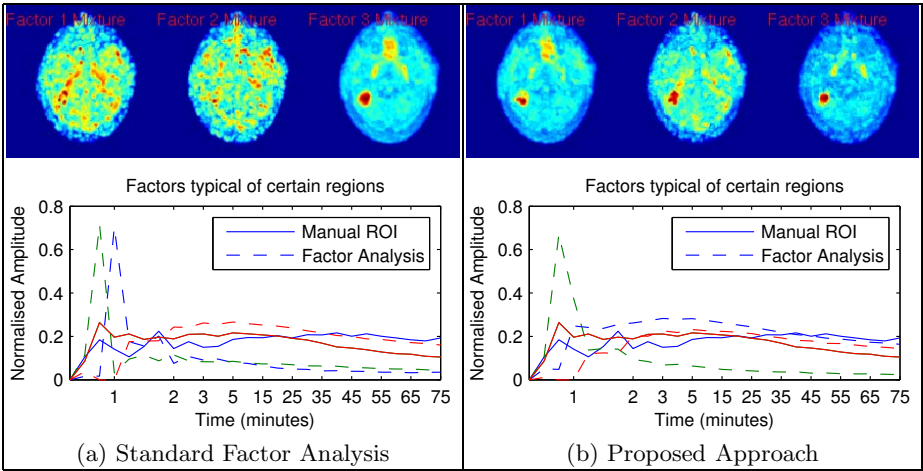 Factor 1 Mixture Factor 2 Mixture Factor 3 Mixture
Factors typical of certain regions
0.8
0.6
0.4
0.2
0
Normalised Amplitude
Manual ROI
Factor Analysis
1 2 3 5 15 25 35 45 55 65 75
Time (minutes)
(a) Standard Factor Analysis
Factor 1 Mixture Factor 2 Mixture Factor 3 Mixture
Factors typical of certain regions
0.8
0.6
0.4
0.2
0
Normalised Amplitude
Manual ROI
Factor Analysis
1 2 3 5 15 25 35 45 55 65 75
Time (minutes)
(b) Proposed Approach